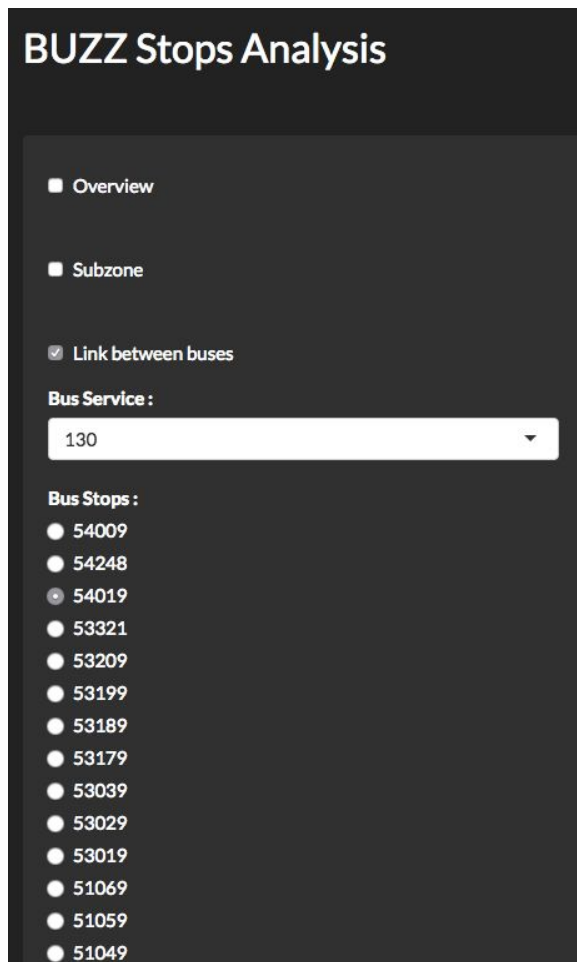 BUZZ Stops Analysis
Overview
Subzone
Link between buses
Bus Service :
130
Bus Stops :
54009
54248
54019
53321
53209
53199
53189
53179
53039
53029
53019
51069
51059
51049